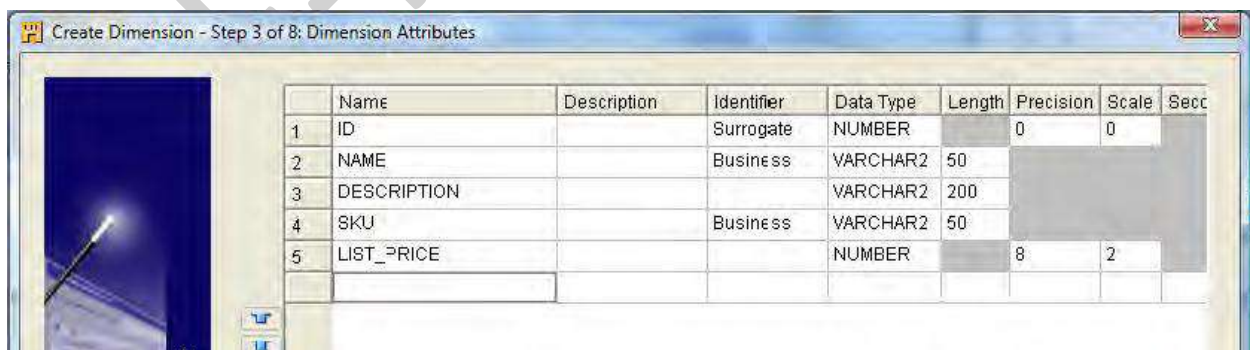 Create Dimension - Step 3 of 8: Dimension Attributes
Name Description Identifier Data Type Length Precision Scale Secc
1 ID Surrogate NUMBER 0 0
2 NAME Business VARCHAR2 50
3 DESCRIPTION VARCHAR2 200
4 SKU Business VARCHAR2 50
5 LIST_PRICE NUMBER 8 2